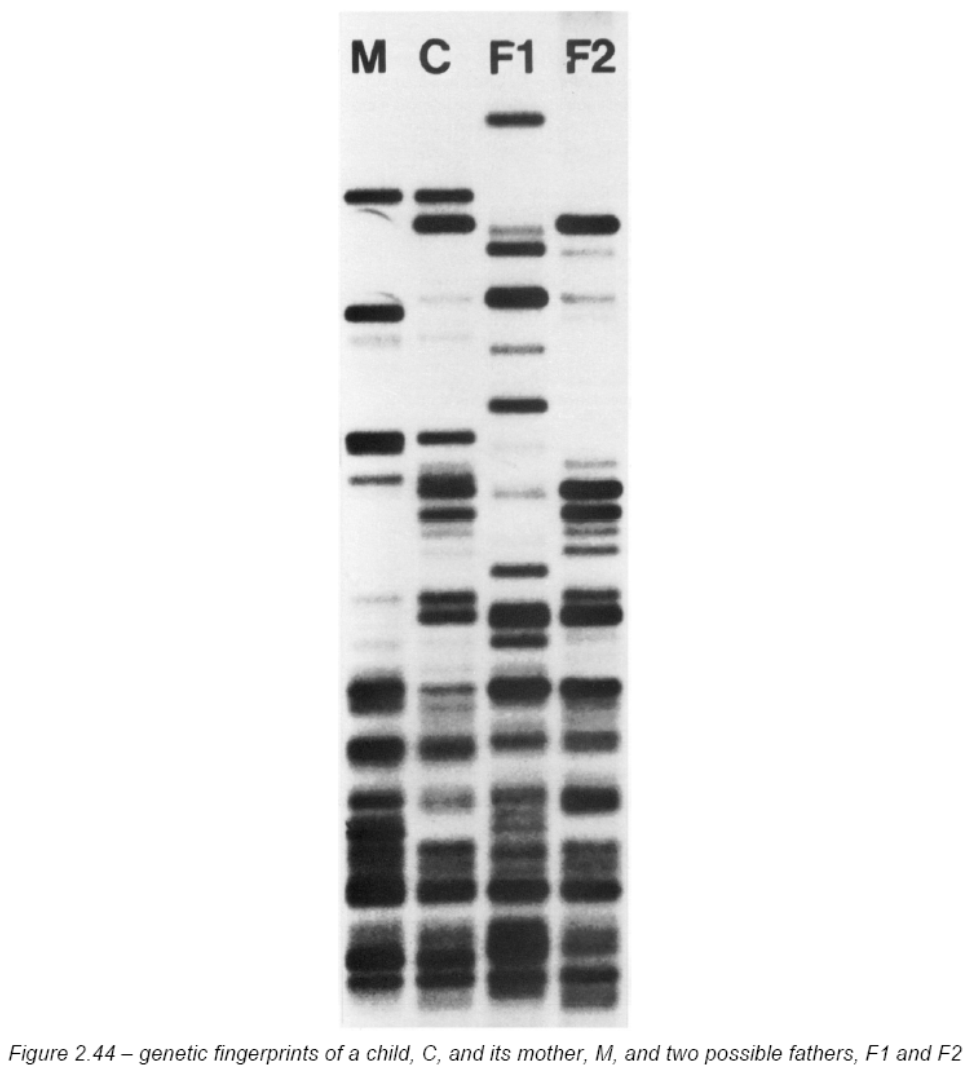 M C F1 F2
Figure 2.44 – genetic fingerprints of a child, C, and its mother, M, and two possible fathers, F1 and F2